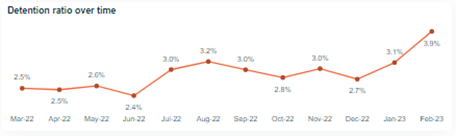 Detention ratio over time
3.2%
3.1%
3.0% 3.0% 3.0%
2.5% 2.6%
2.5% 2.4% 2.8% 2.7% 3.9%
Mar-22 Apr-22 May-22 Jun-22 Jul-22 Aug-22 Sep-22 Oct-22 Nov-22 Dec-22 Jan-23 Feb-23